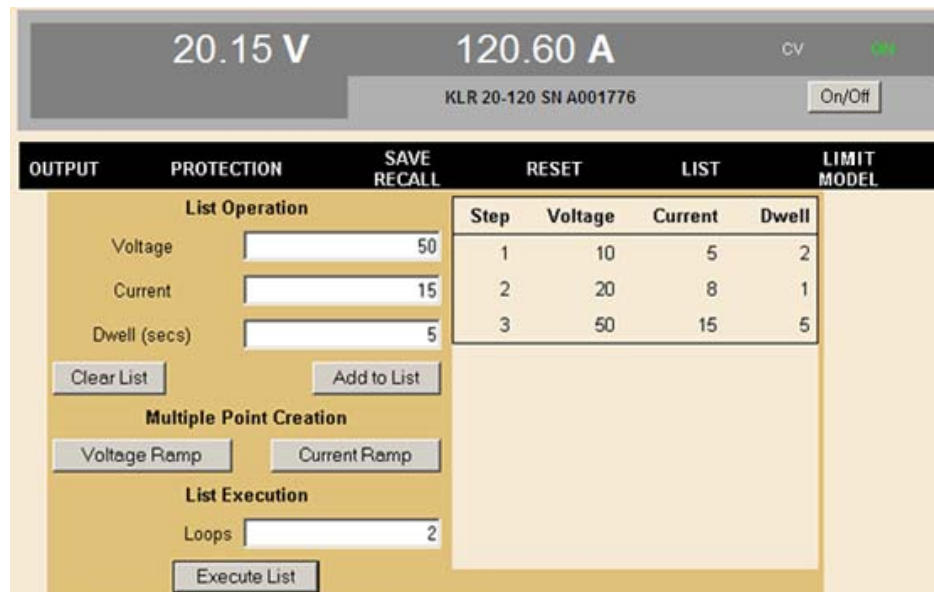 20.15 V 120.60 A CV ON
KLR 20-120 SN A001776 On/Off
OUTPUT PROTECTION SAVE RECALL RESET LIST LIMIT MODEL
List Operation
Voltage 50
Current 15
Dwell (secs) 5
Clear List Add to List
Multiple Point Creation
Voltage Ramp Current Ramp
List Execution
Loops 2
Execute List
Step Voltage Current Dwell
1 10 5 2
2 20 8 1
3 50 15 5